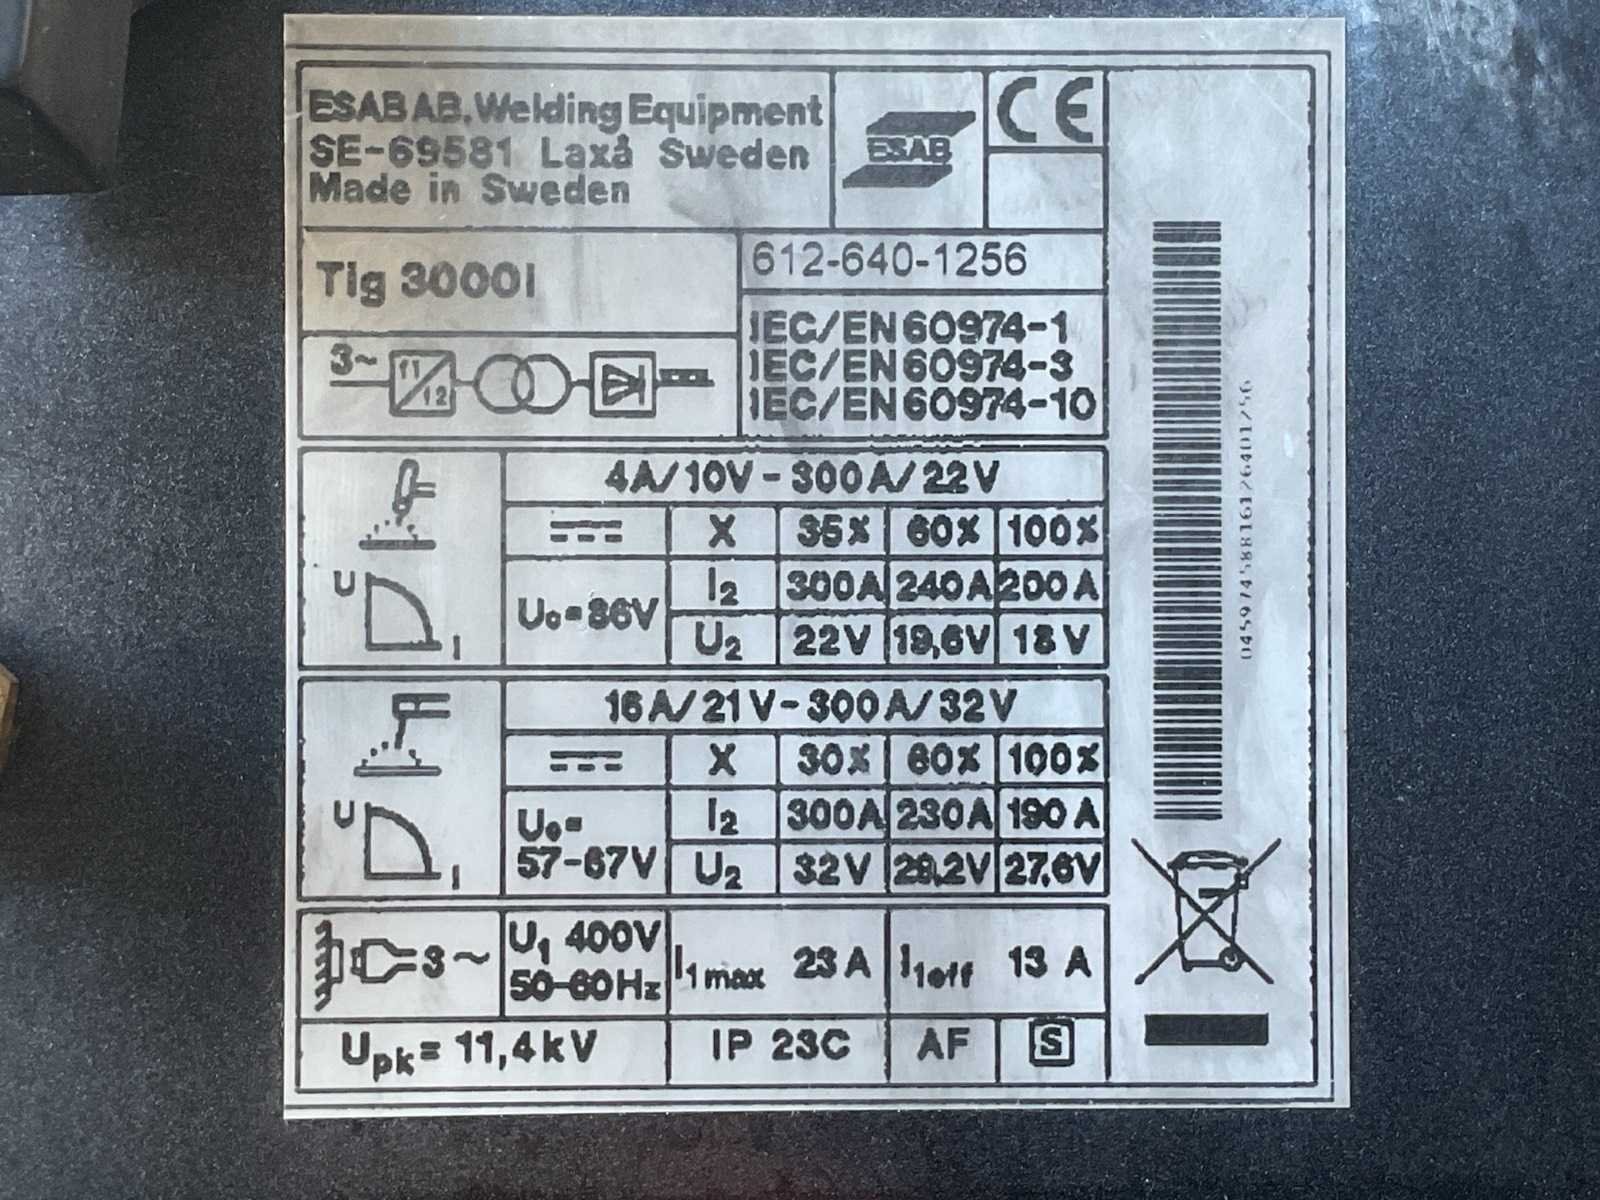 ESAB AB. Welding Equipment
SE-69581 Laxå Sweden
Made in Sweden
ESAB
CE
Tig 3000i
612-640-1256
IEC/EN 60974-1
IEC/EN 60974-3
IEC/EN 60974-10
3~ f1 f2
4A/10V - 300A/22V
X 35% 60% 100%
I2 300A 240A 200A
U0=86V
U2 22V 19,6V 18V
U
I
16A/21V - 300A/32V
X 30% 60% 100%
I2 300A 230A 190A
U0=
57-67V
U2 32V 29,2V 27,6V
U
I
3~
U1 400V
50-60Hz
I1max 23A
I1eff 13 A
Upk= 11,4kV
IP 23C
AF
S